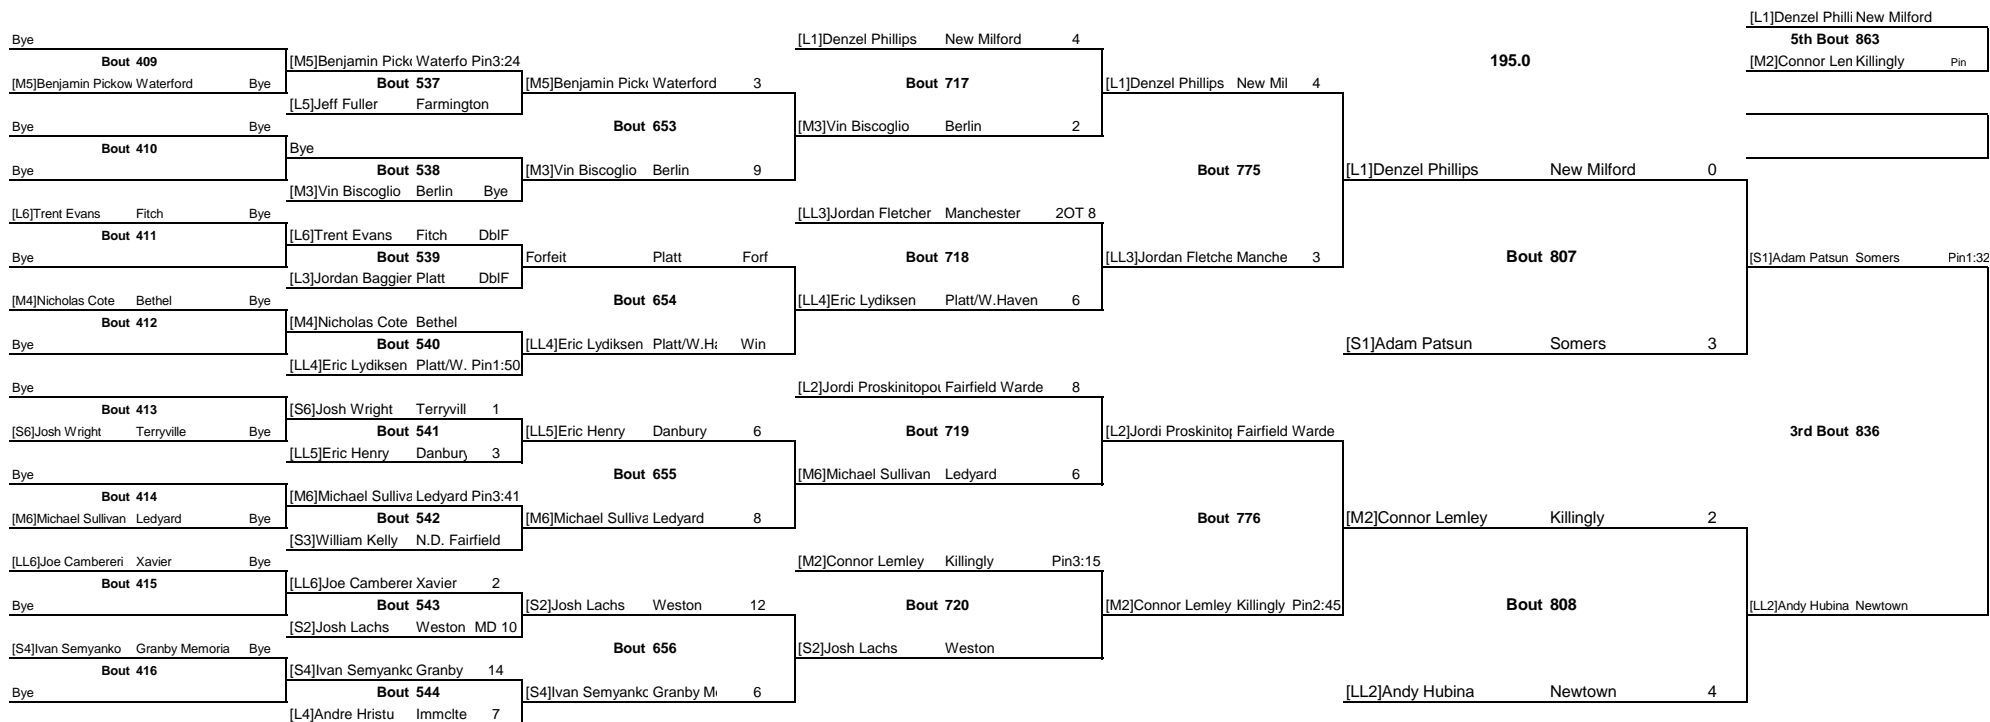 [L1]Denzel Philli New Milford
Bye [L1]Denzel Phillips New Milford 4 5th Bout 863
Bout 409 [M5]Benjamin Pick Waterfo Pin3:24 195.0 [M2]Connor Lem Killingly Pin
[M5]Benjamin Pickow Waterford Bye Bout 537 [M5]Benjamin Pick Waterford 3 Bout 717 [L1]Denzel Phillips New Mil 4
[L5]Jeff Fuller Farmington
Bye Bye Bout 653 [M3]Vin Biscoglio Berlin 2
Bout 410 Bye
Bye Bout 538 [M3]Vin Biscoglio Berlin 9 Bout 775 [L1]Denzel Phillips New Milford 0
[M3]Vin Biscoglio Berlin Bye
[L6]Trent Evans Fitch Bye [LL3]Jordan Fletcher Manchester 2OT 8
Bout 411 [L6]Trent Evans Fitch DblF
Bye Bout 539 Forfeit Platt Forf Bout 718 [LL3]Jordan Fletche Manche 3 Bout 807 [S1]Adam Patsun Somers Pin1:32
[L3]Jordan Baggier Platt DblF
[M4]Nicholas Cote Bethel Bye Bout 654 [LL4]Eric Lydiksen Platt/W.Haven 6
Bout 412 [M4]Nicholas Cote Bethel
Bye Bout 540 [LL4]Eric Lydiksen Platt/W.Ha Win [S1]Adam Patsun Somers 3
[LL4]Eric Lydiksen Platt/W. Pin1:50
Bye [L2]Jordi Proskinitopou Fairfield Warde 8
Bout 413 [S6]Josh Wright Terryvill 1
[S6]Josh Wright Terryville Bye Bout 541 [LL5]Eric Henry Danbury 6 Bout 719 [L2]Jordi Proskinitop Fairfield Warde 3rd Bout 836
[LL5]Eric Henry Danbury 3
Bye Bout 655 [M6]Michael Sullivan Ledyard 6
Bout 414 [M6]Michael Sulliva Ledyard Pin3:41
[M6]Michael Sullivan Ledyard Bye Bout 542 [M6]Michael Sulliva Ledyard 8 Bout 776 [M2]Connor Lemley Killingly 2
[S3]William Kelly N.D. Fairfield
[LL6]Joe Cambereri Xavier Bye [M2]Connor Lemley Killingly Pin3:15
Bout 415 [LL6]Joe Camberer Xavier 2
Bye Bout 543 [S2]Josh Lachs Weston 12 Bout 720 [M2]Connor Lemley Killingly Pin2:45 Bout 808 [LL2]Andy Hubina Newtown
[S2]Josh Lachs Weston MD 10
[S4]Ivan Semyanko Granby Memoria Bye Bout 656 [S2]Josh Lachs Weston
Bout 416 [S4]Ivan Semyankc Granby 14
Bye Bout 544 [S4]Ivan Semyankc Granby M 6 [LL2]Andy Hubina Newtown 4
[L4]Andre Hristu Immclte 7